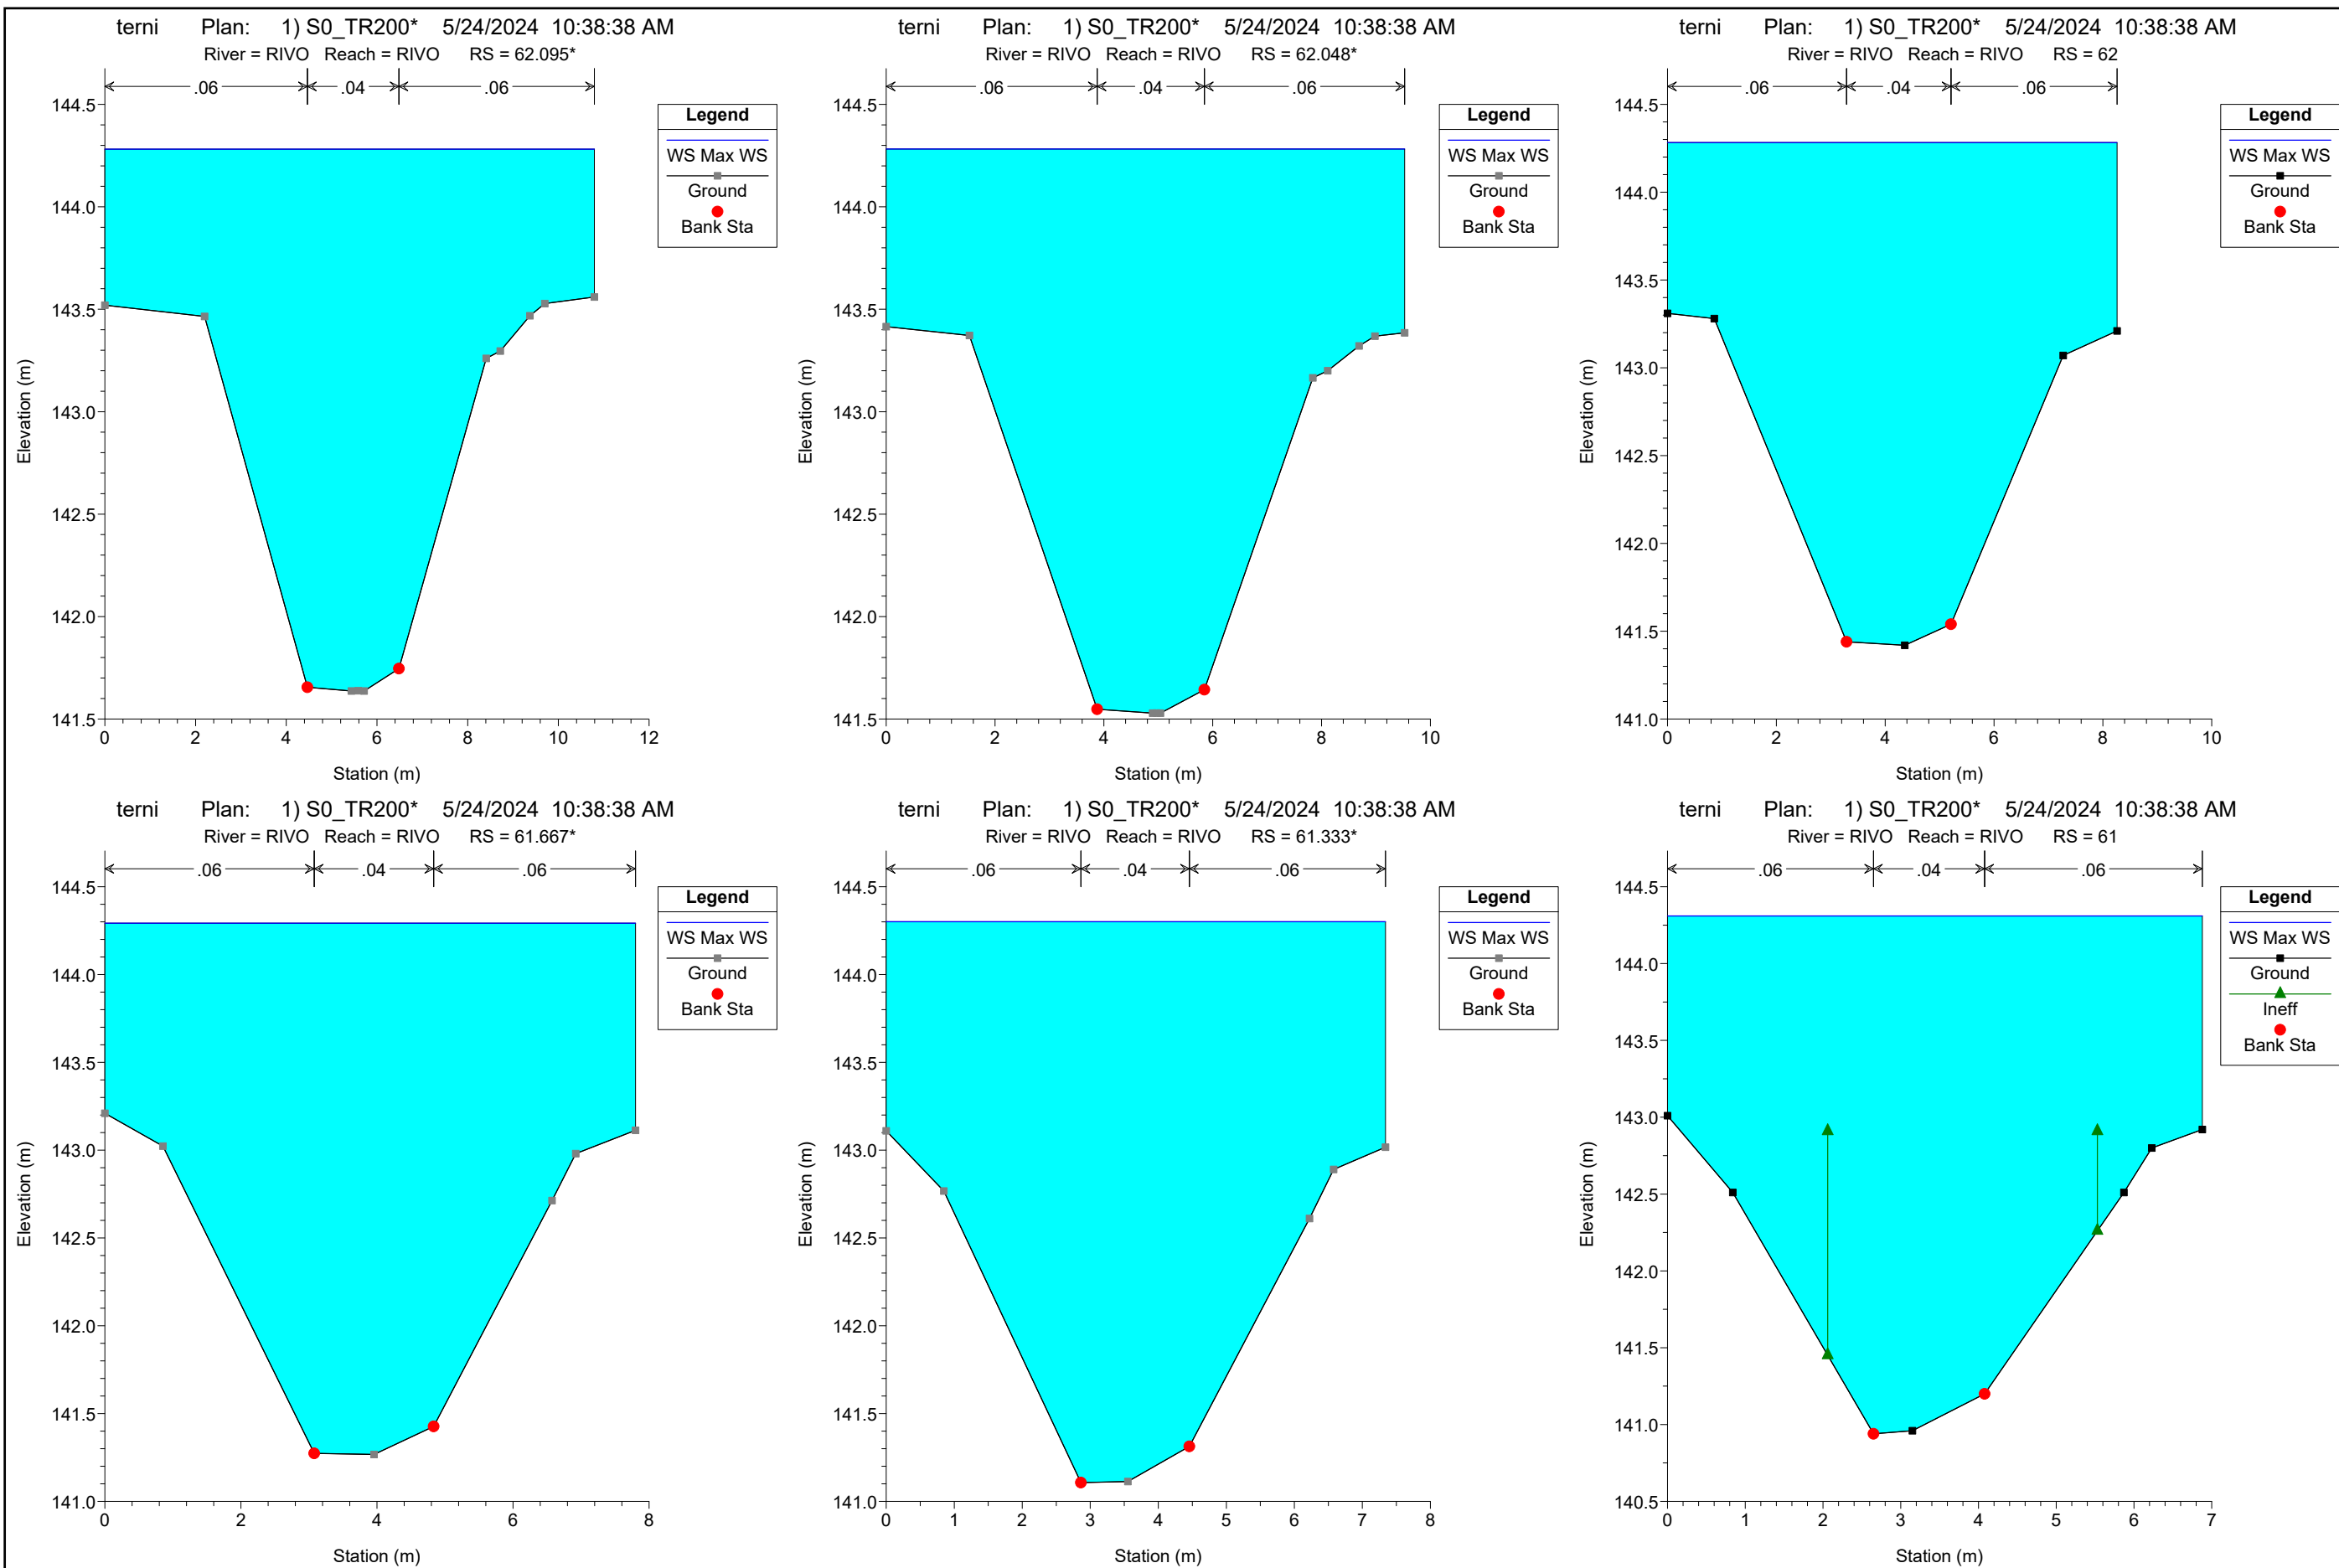 terni Plan: 1) S0_TR200* 5/24/2024 10:38:38 AM
River = RIVO Reach = RIVO RS = 62.095*
.06 .04 .06
Legend
WS Max WS
Ground
Bank Sta
144.5
144.0
143.5
143.0
142.5
142.0
141.5
Elevation (m)
0 2 4 6 8 10 12
Station (m)
terni Plan: 1) S0_TR200* 5/24/2024 10:38:38 AM
River = RIVO Reach = RIVO RS = 62.048*
.06 .04 .06
Legend
WS Max WS
Ground
Bank Sta
144.5
144.0
143.5
143.0
142.5
142.0
141.5
Elevation (m)
0 2 4 6 8 10
Station (m)
terni Plan: 1) S0_TR200* 5/24/2024 10:38:38 AM
River = RIVO Reach = RIVO RS = 62
.06 .04 .06
Legend
WS Max WS
Ground
Bank Sta
144.5
144.0
143.5
143.0
142.5
142.0
141.5
141.0
Elevation (m)
0 2 4 6 8 10
Station (m)
terni Plan: 1) S0_TR200* 5/24/2024 10:38:38 AM
River = RIVO Reach = RIVO RS = 61.667*
.06 .04 .06
Legend
WS Max WS
Ground
Bank Sta
144.5
144.0
143.5
143.0
142.5
142.0
141.5
141.0
Elevation (m)
0 2 4 6 8
Station (m)
terni Plan: 1) S0_TR200* 5/24/2024 10:38:38 AM
River = RIVO Reach = RIVO RS = 61.333*
.06 .04 .06
Legend
WS Max WS
Ground
Bank Sta
144.5
144.0
143.5
143.0
142.5
142.0
141.5
141.0
Elevation (m)
0 1 2 3 4 5 6 7 8
Station (m)
terni Plan: 1) S0_TR200* 5/24/2024 10:38:38 AM
River = RIVO Reach = RIVO RS = 61
.06 .04 .06
Legend
WS Max WS
Ground
Ineff
Bank Sta
144.5
144.0
143.5
143.0
142.5
142.0
141.5
141.0
140.5
Elevation (m)
0 1 2 3 4 5 6 7
Station (m)